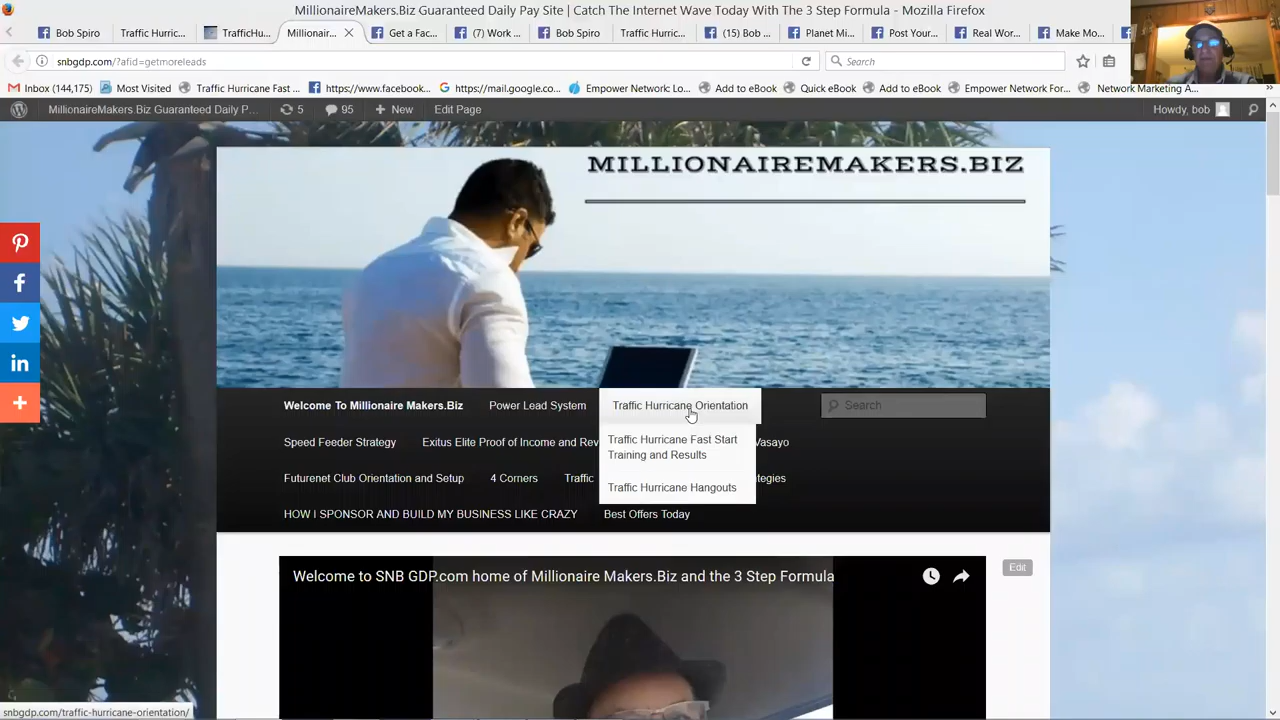 MillionaireMakers.Biz Guaranteed Daily Pay Site | Catch The Internet Wave Today With The 3 Step Formula - Mozilla Firefox
Bob Spiro Traffic Hurric... TrafficHu... Millionair... Get a Fac... (7) Work ... Bob Spiro Traffic Hurric... (15) Bob ... Planet Mi... Post Your... Real Wor... Make Mo...
snbgdp.com/?afid=getmoreleads Search
Inbox (144,175) Most Visited Traffic Hurricane Fast ... https://www.facebook... https://mail.google.co... Empower Network: Lo... Add to eBook Quick eBook Add to eBook Empower Network: For... Network Marketing A...
MillionaireMakers.Biz Guaranteed Daily P... 5 95 New Edit Page Howdy, bob
MILLIONAIREMAKERS.BIZ
Welcome To Millionaire Makers.Biz Power Lead System Traffic Hurricane Orientation Search
Speed Feeder Strategy Exitus Elite Proof of Income and Rev Traffic Hurricane Fast Start Vasayo
Training and Results
Futurenet Club Orientation and Setup 4 Corners Traffic Traffic Hurricane Hangouts egies
HOW I SPONSOR AND BUILD MY BUSINESS LIKE CRAZY Best Offers Today
Welcome to SNB GDP.com home of Millionaire Makers.Biz and the 3 Step Formula Edit
snbgdp.com/traffic-hurricane-orientation/